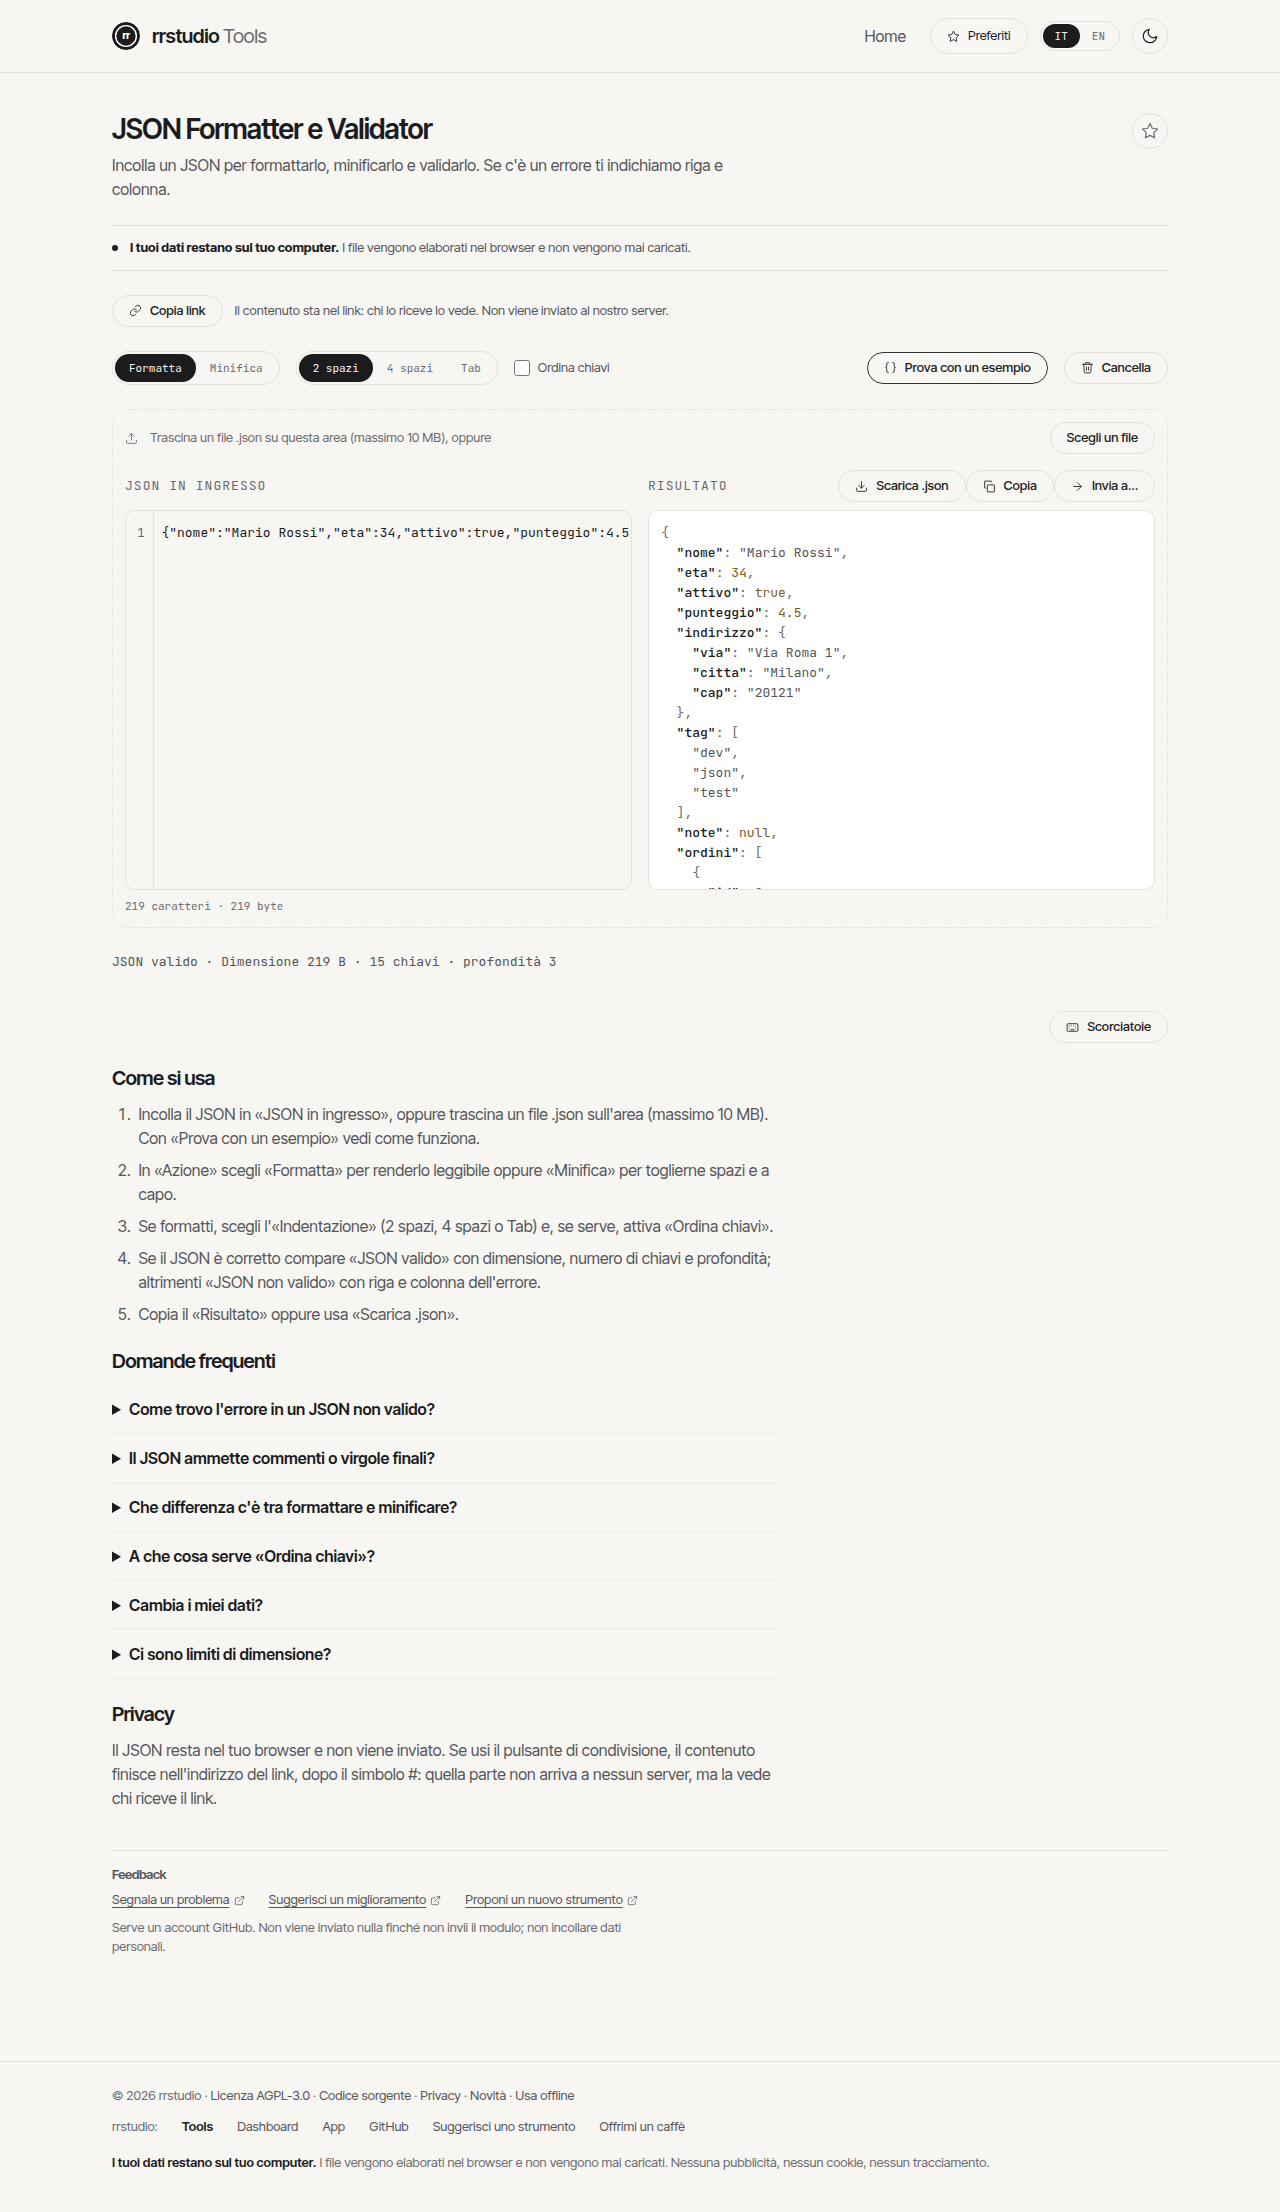 rr rrstudio Tools
Home
Preferiti
IT EN
JSON Formatter e Validator
Incolla un JSON per formattarlo, minificarlo e validarlo. Se c'è un errore ti indichiamo riga e
colonna.
I tuoi dati restano sul tuo computer. I file vengono elaborati nel browser e non vengono mai caricati.
Copia link
Il contenuto sta nel link: chi lo riceve lo vede. Non viene inviato al nostro server.
Formatta Minifica
2 spazi 4 spazi Tab
Ordina chiavi
Prova con un esempio
Cancella
Trascina un file .json su questa area (massimo 10 MB), oppure
Scegli un file
JSON IN INGRESSO
1 {"nome":"Mario Rossi","eta":34,"attivo":true,"punteggio":4.5
219 caratteri · 219 byte
RISULTATO
Scarica .json
Copia
Invia a...
{
"nome": "Mario Rossi",
"eta": 34,
"attivo": true,
"punteggio": 4.5,
"indirizzo": {
"via": "Via Roma 1",
"citta": "Milano",
"cap": "20121"
},
"tag": [
"dev",
"json",
"test"
],
"note": null,
"ordini": [
{
JSON valido · Dimensione 219 B · 15 chiavi · profondità 3
Scorciatoie
Come si usa
1. Incolla il JSON in «JSON in ingresso», oppure trascina un file .json sull'area (massimo 10 MB).
Con «Prova con un esempio» vedi come funziona.
2. In «Azione» scegli «Formatta» per renderlo leggibile oppure «Minifica» per toglierne spazi e a
capo.
3. Se formatti, scegli l'«Indentazione» (2 spazi, 4 spazi o Tab) e, se serve, attiva «Ordina chiavi».
4. Se il JSON è corretto compare «JSON valido» con dimensione, numero di chiavi e profondità;
altrimenti «JSON non valido» con riga e colonna dell'errore.
5. Copia il «Risultato» oppure usa «Scarica .json».
Domande frequenti
Come trovo l'errore in un JSON non valido?
Il JSON ammette commenti o virgole finali?
Che differenza c'è tra formattare e minificare?
A che cosa serve «Ordina chiavi»?
Cambia i miei dati?
Ci sono limiti di dimensione?
Privacy
Il JSON resta nel tuo browser e non viene inviato. Se usi il pulsante di condivisione, il contenuto
finisce nell'indirizzo del link, dopo il simbolo #: quella parte non arriva a nessun server, ma la vede
chi riceve il link.
Feedback
Segnala un problema Suggerisci un miglioramento Proponi un nuovo strumento
Serve un account GitHub. Non viene inviato nulla finché non invii il modulo; non incollare dati
personali.
© 2026 rrstudio · Licenza AGPL-3.0 · Codice sorgente · Privacy · Novità · Usa offline
rrstudio: Tools Dashboard App GitHub Suggerisci uno strumento Offrimi un caffè
I tuoi dati restano sul tuo computer. I file vengono elaborati nel browser e non vengono mai caricati. Nessuna pubblicità, nessun cookie, nessun tracciamento.